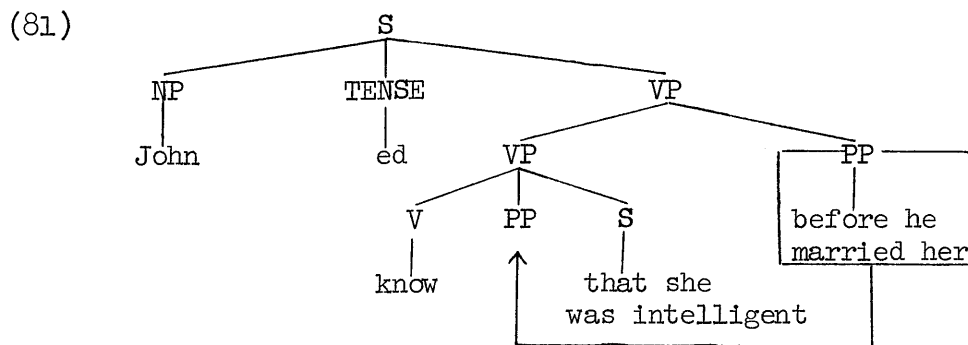 (81)
S
NP TENSE VP
John ed VP PP
V PP S before he
married her
know that she
was intelligent